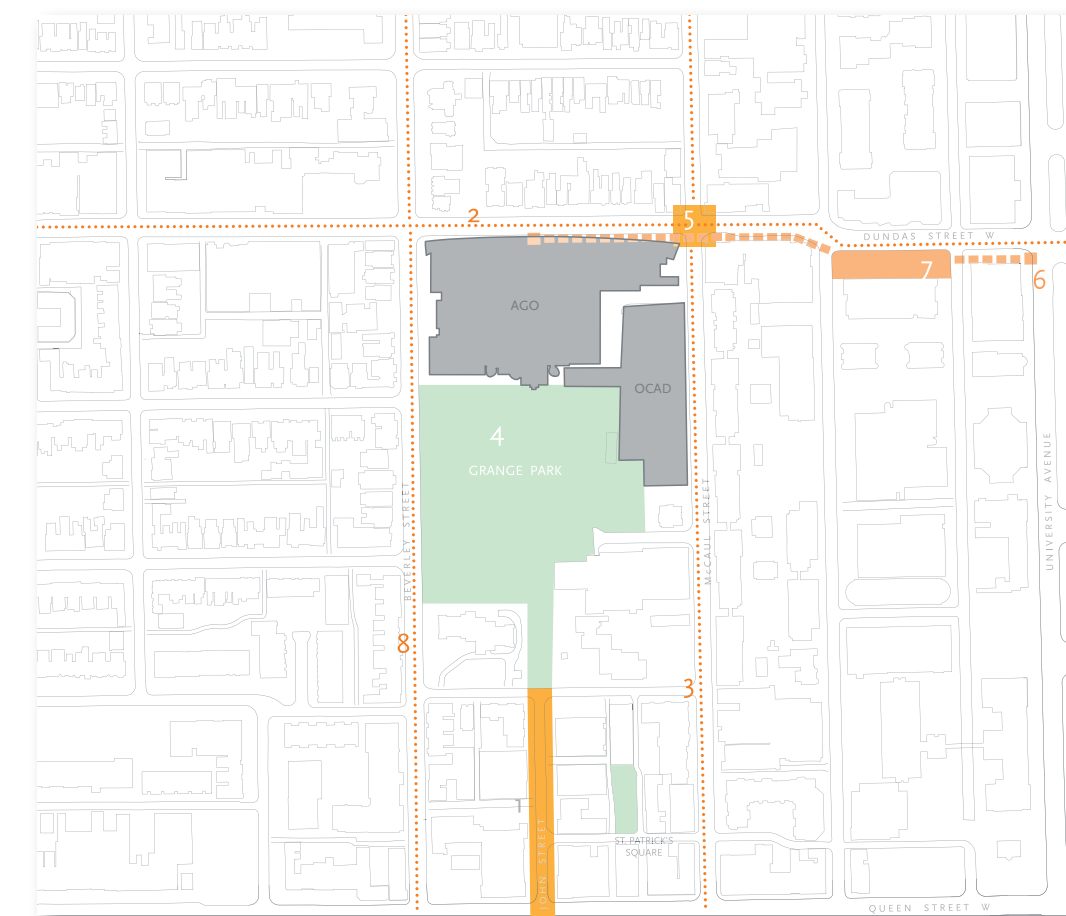 2
5
DUNDAS STREET W
7
6
AGO
OCAD
4
GRANGE PARK
BEVERLEY STREET
McCAUL STREET
UNIVERSITY AVENUE
8
3
JOHN STREET
ST. PATRICK'S
SQUARE
QUEEN STREET W